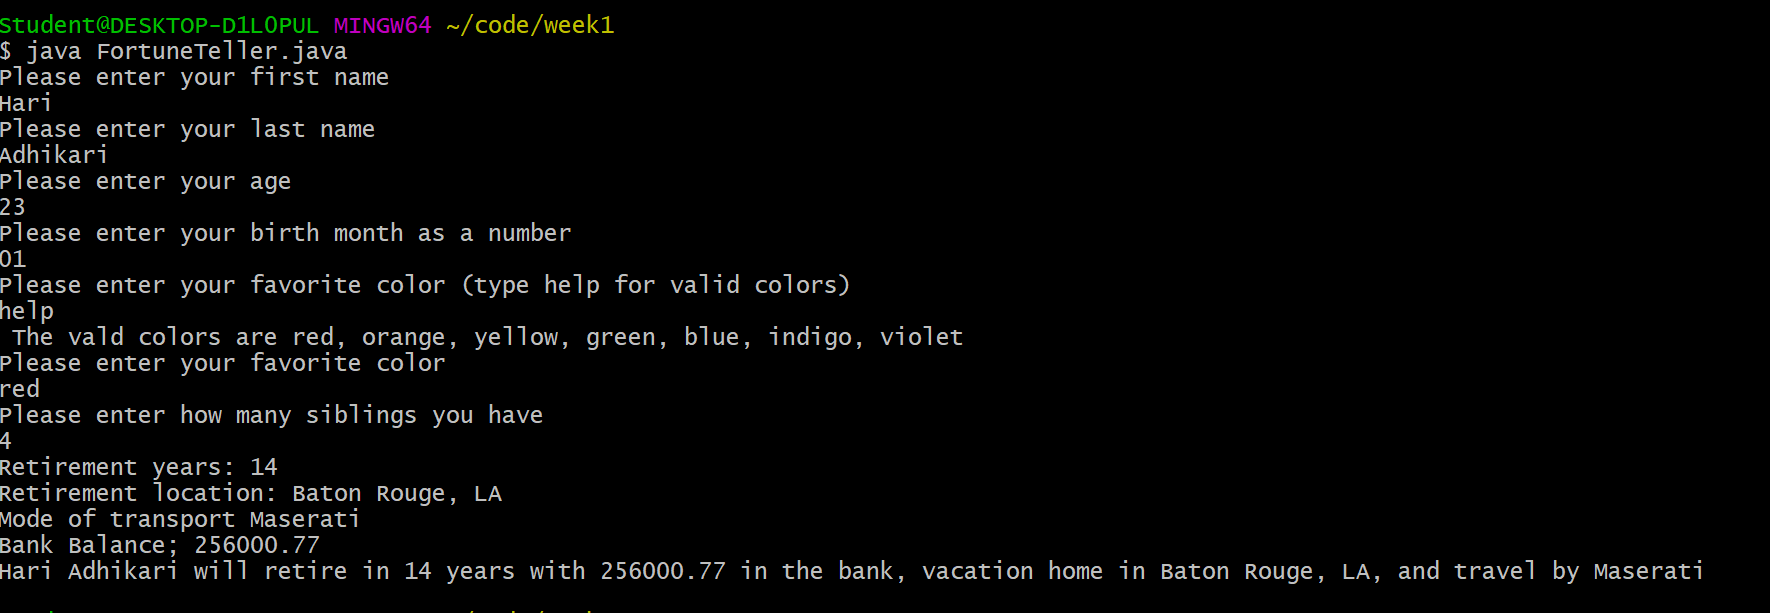 Student@DESKTOP-D1L0PUL MINGW64 ~/code/week1
$ java FortuneTeller.java
Please enter your first name
Hari
Please enter your last name
Adhikari
Please enter your age
23
Please enter your birth month as a number
01
Please enter your favorite color (type help for valid colors)
help
 The vald colors are red, orange, yellow, green, blue, indigo, violet
Please enter your favorite color
red
Please enter how many siblings you have
4
Retirement years: 14
Retirement location: Baton Rouge, LA
Mode of transport Maserati
Bank Balance; 256000.77
Hari Adhikari will retire in 14 years with 256000.77 in the bank, vacation home in Baton Rouge, LA, and travel by Maserati